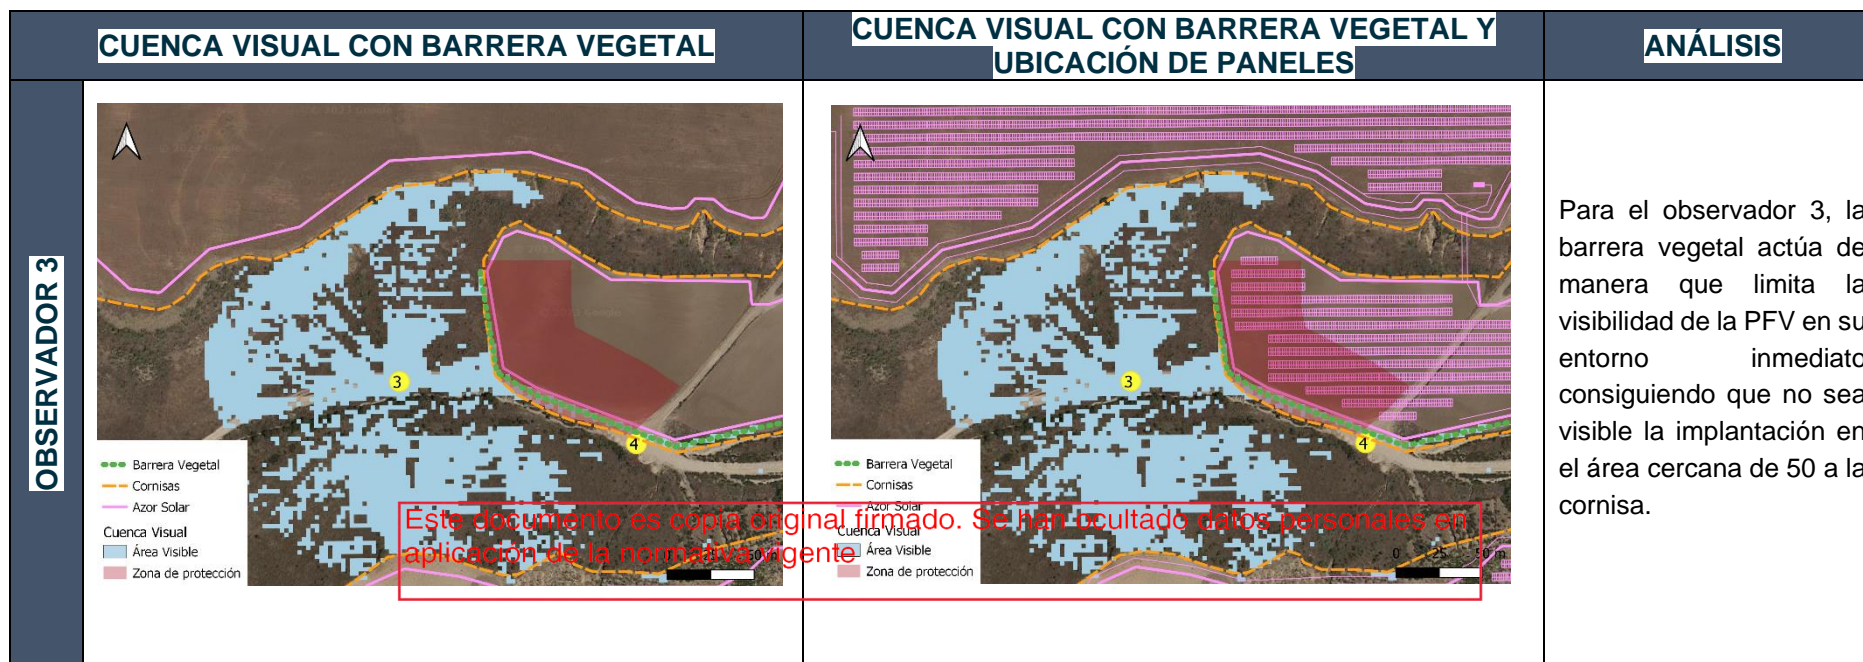 CUENCA VISUAL CON BARRERA VEGETAL
CUENCA VISUAL CON BARRERA VEGETAL Y
UBICACIÓN DE PANELES
ANÁLISIS
OBSERVADOR 3
3
4
Barrera Vegetal
Cornisas
Azor Solar
Cuenca Visual
Área Visible
Zona de protección
50 m
3
4
Barrera Vegetal
Cornisas
Azor Solar
Cuenca Visual
Área Visible
Zona de protección
0 25 50 m
Para el observador 3, la
barrera vegetal actúa de
manera que limita la
visibilidad de la PFV en su
entorno inmediato
consiguiendo que no sea
visible la implantación en
el área cercana de 50 a la
cornisa.
Este documento es copia original firmado. Se han ocultado datos personales en
aplicación de la normativa vigente